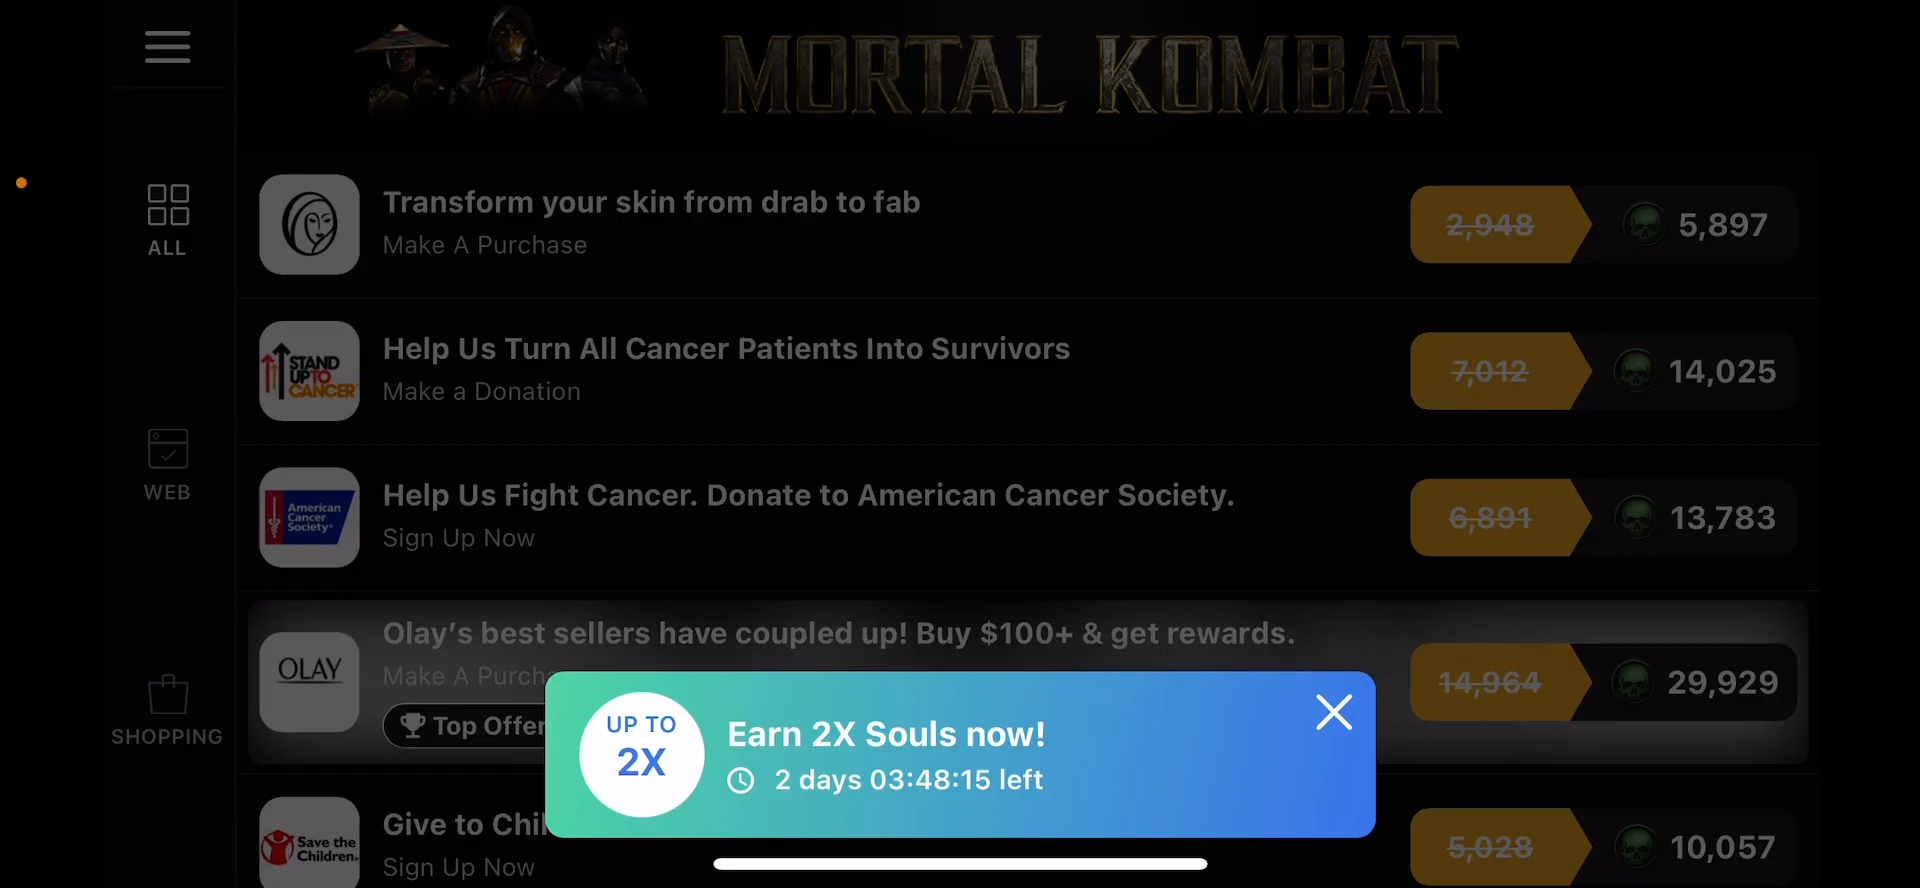 MORTAL KOMBAT
ALL
WEB
SHOPPING
Transform your skin from drab to fab
Make A Purchase
2,948
5,897
STAND
UP TO
CANCER
Help Us Turn All Cancer Patients Into Survivors
Make a Donation
7,012
14,025
American
Cancer
Society
Help Us Fight Cancer. Donate to American Cancer Society.
Sign Up Now
6,891
13,783
OLAY
Olay’s best sellers have coupled up! Buy $100+ & get rewards.
Make A Purch
Top Offer
14,964
29,929
UP TO
2X
Earn 2X Souls now!
2 days 03:48:15 left
Save the
Children.
Give to Chil
Sign Up Now
5,028
10,057